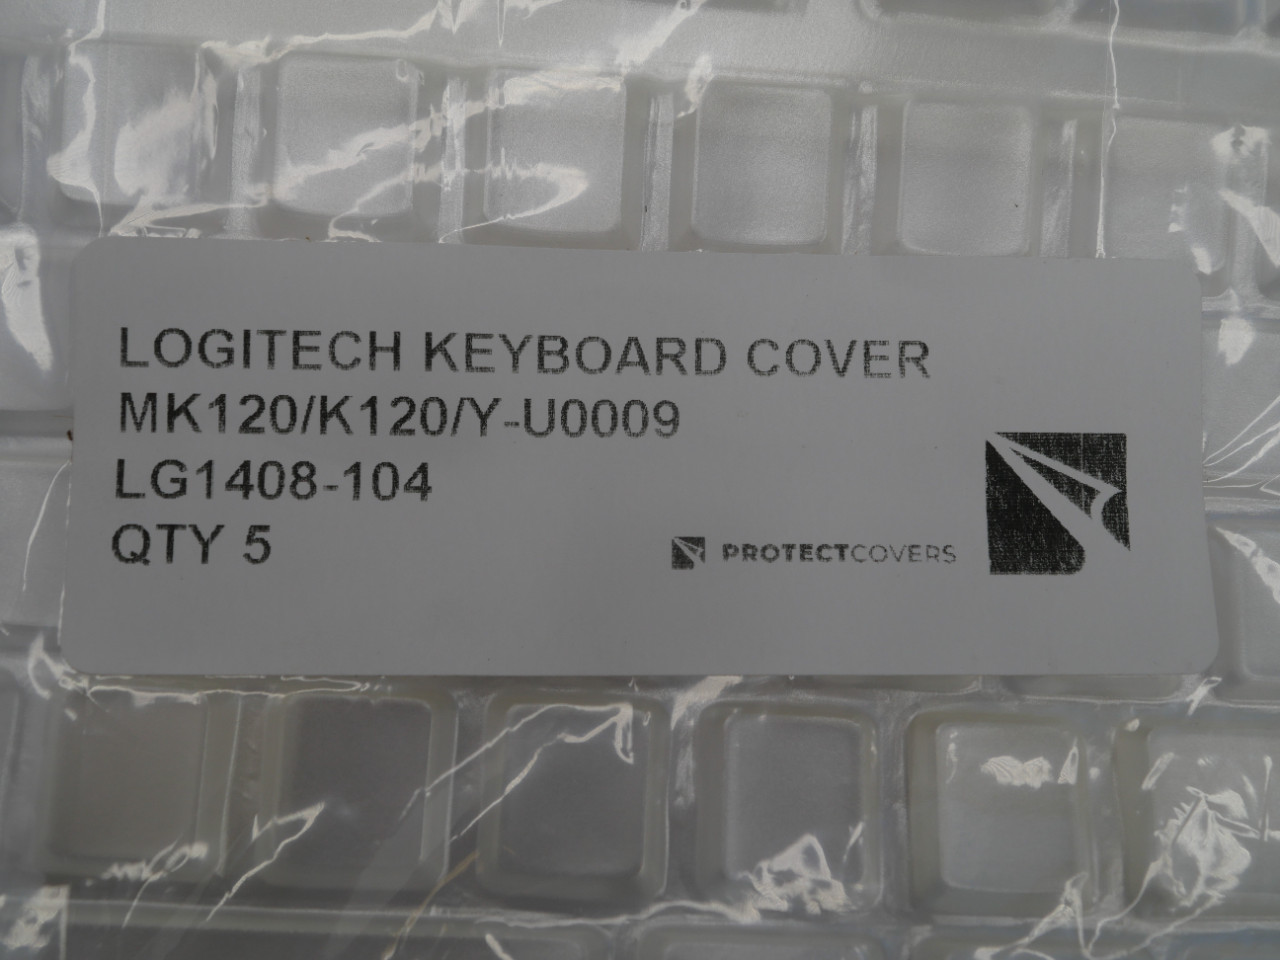 LOGITECH KEYBOARD COVER
MK120/K120/Y-U0009
LG1408-104
QTY 5
PROTECTCOVERS